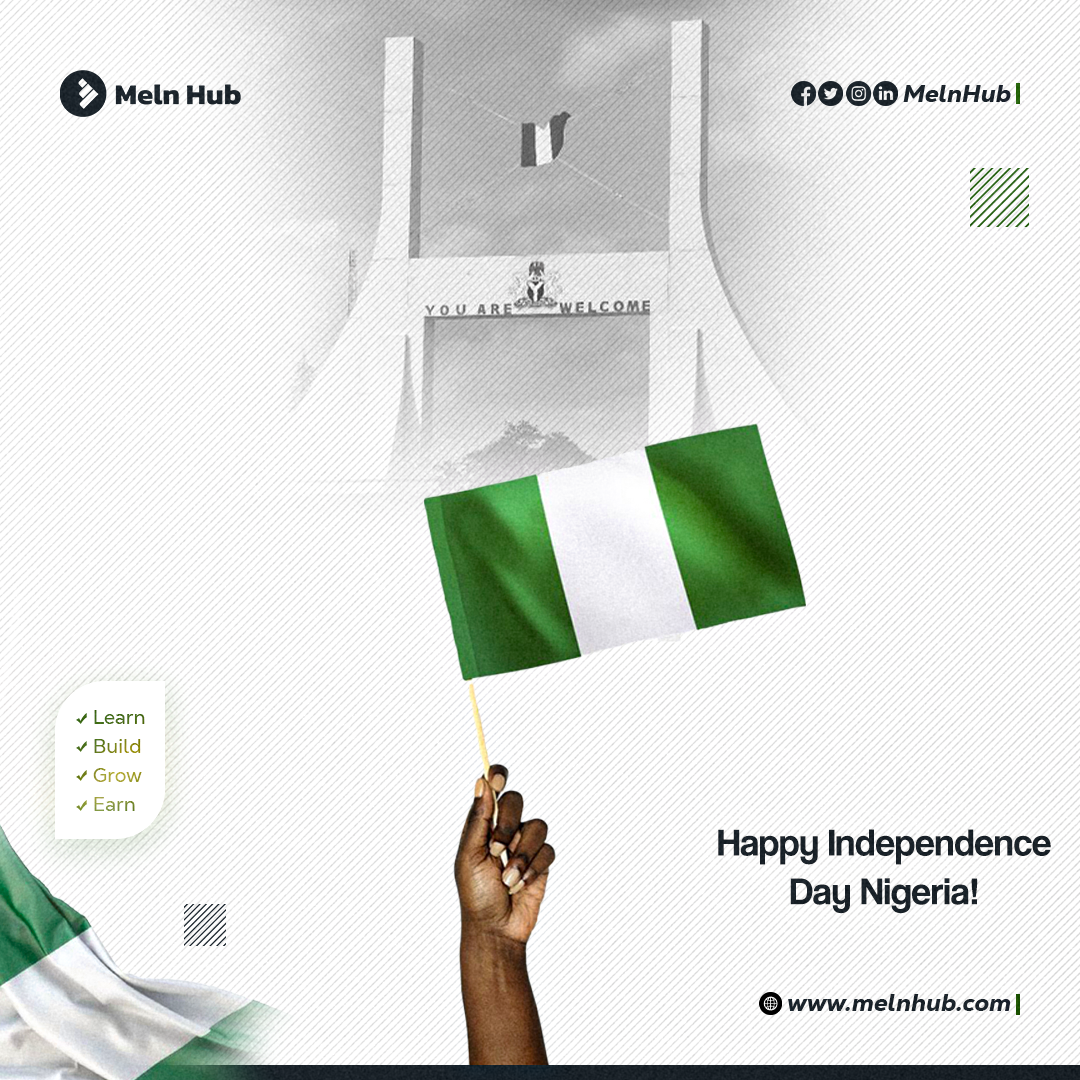 Meln Hub
MelnHub
YOU ARE WELCOME
Learn
Build
Grow
Earn
Happy Independence
Day Nigeria!
www.melnhub.com